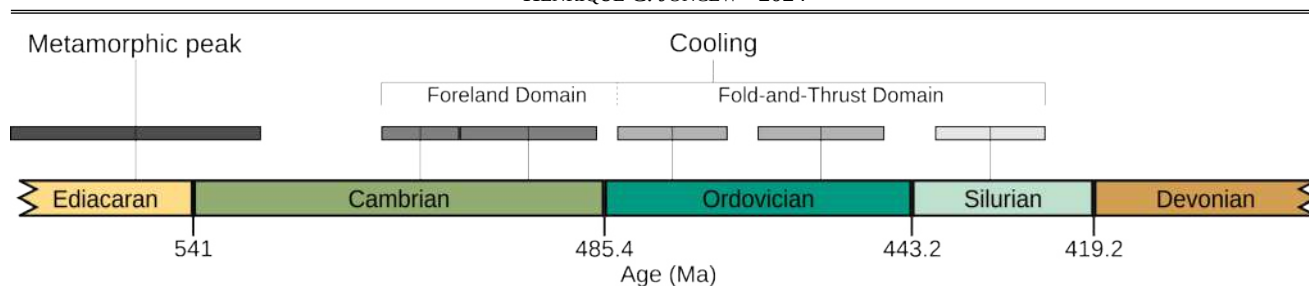 Metamorphic peak
Cooling
Foreland Domain
Fold-and-Thrust Domain
Ediacaran
Cambrian
Ordovician
Silurian
Devonian
541
485.4
443.2
419.2
Age (Ma)